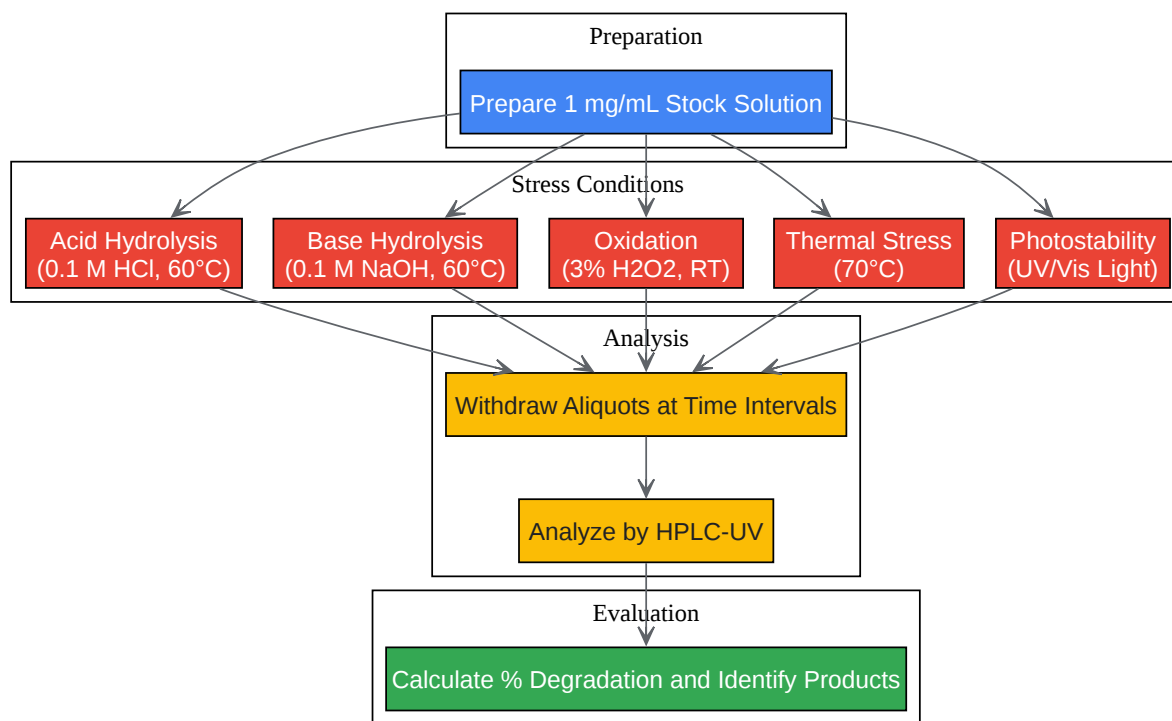 Preparation
Prepare 1 mg/mL Stock Solution
Stress Conditions
Acid Hydrolysis
(0.1 M HCl, 60°C)
Base Hydrolysis
(0.1 M NaOH, 60°C)
Oxidation
(3% H2O2, RT)
Thermal Stress
(70°C)
Photostability
(UV/Vis Light)
Analysis
Withdraw Aliquots at Time Intervals
Analyze by HPLC-UV
Evaluation
Calculate % Degradation and Identify Products